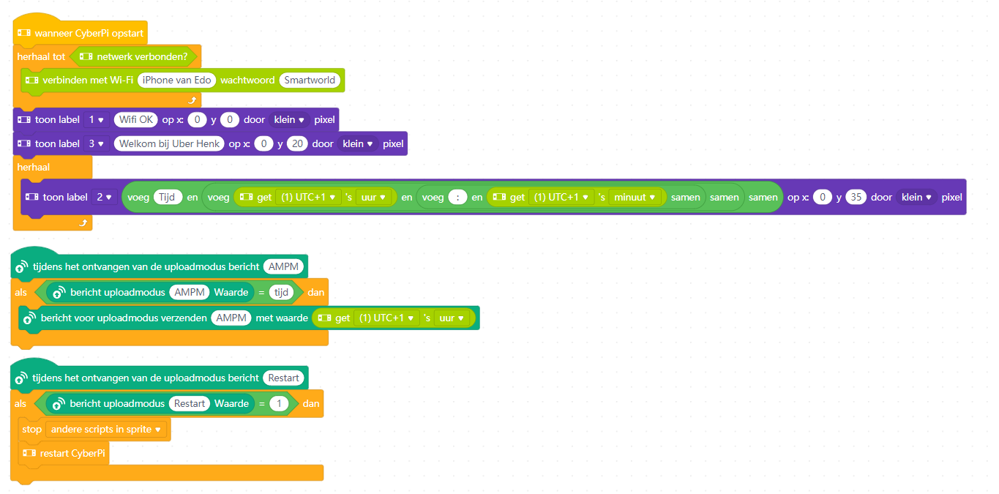 wanneer CyberPi opstart
herhaal tot netwerk verbonden?
verbinden met Wi-Fi iPhone van Edo wachtwoord Smartworld
toon label 1 Wifi OK op x: 0 y 0 door klein pixel
toon label 3 Welkom bij Uber Henk op x: 0 y 20 door klein pixel
herhaal
toon label 2 voeg Tijd en voeg get (1) UTC+1 's uur en voeg : en get (1) UTC+1 's minuut samen samen samen op x: 0 y 35 door klein pixel
tijdens het ontvangen van de uploadmodus bericht AMPM
als bericht uploadmodus AMPM Waarde = tijd dan
bericht voor uploadmodus verzenden AMPM met waarde get (1) UTC+1 's uur
tijdens het ontvangen van de uploadmodus bericht Restart
als bericht uploadmodus Restart Waarde = 1 dan
stop andere scripts in sprite
restart CyberPi